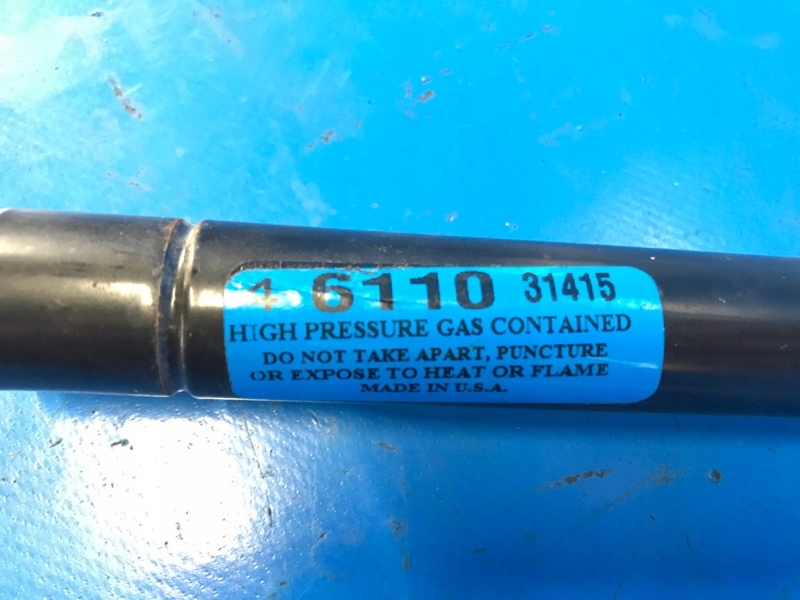 4 6110 31415
HIGH PRESSURE GAS CONTAINED
DO NOT TAKE APART, PUNCTURE
OR EXPOSE TO HEAT OR FLAME
MADE IN U.S.A.